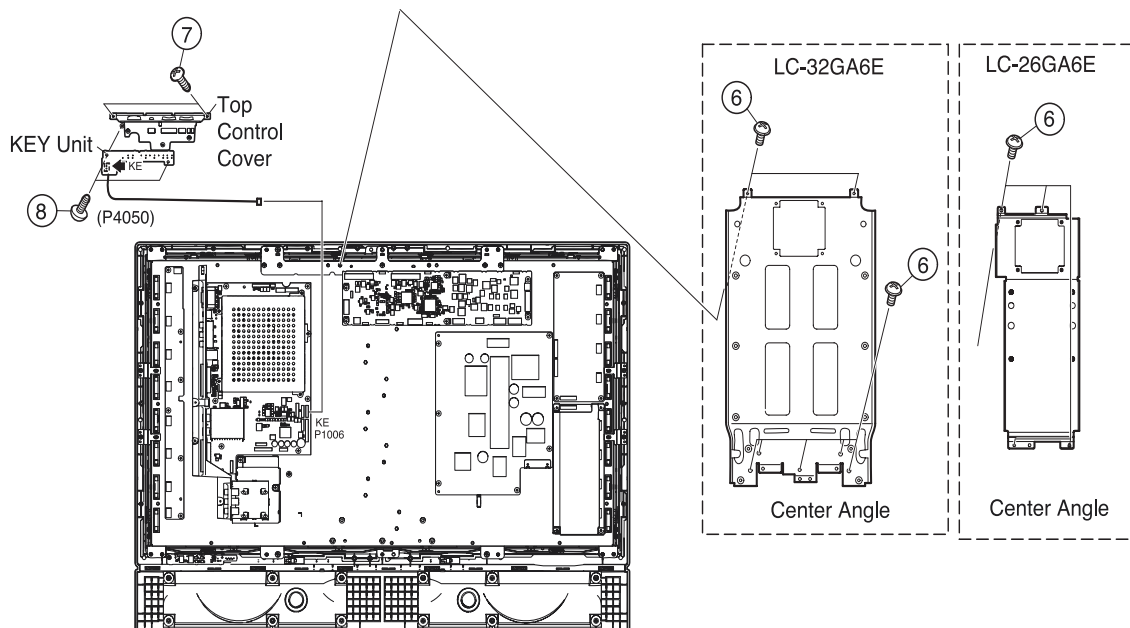 7
Top
Control
Cover
KEY Unit
KE
8
(P4050)
KE
P1006
LC-32GA6E
6
6
Center Angle
LC-26GA6E
6
Center Angle